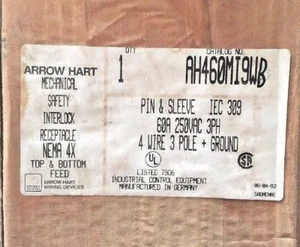 QTY
1
CATALOG NO.
AH460MI9WB
ARROW HART
MECHANICAL
SAFETY
INTERLOCK
RECEPTACLE
NEMA 4X
TOP & BOTTOM
FEED
ARROW HART
WIRING DEVICES
PIN & SLEEVE IEC 309
60A 250VAC 3PH
4 WIRE 3 POLE + GROUND
UL
LISTED 7906
INDUSTRIAL CONTROL EQUIPMENT
MANUFACTURED IN GERMANY